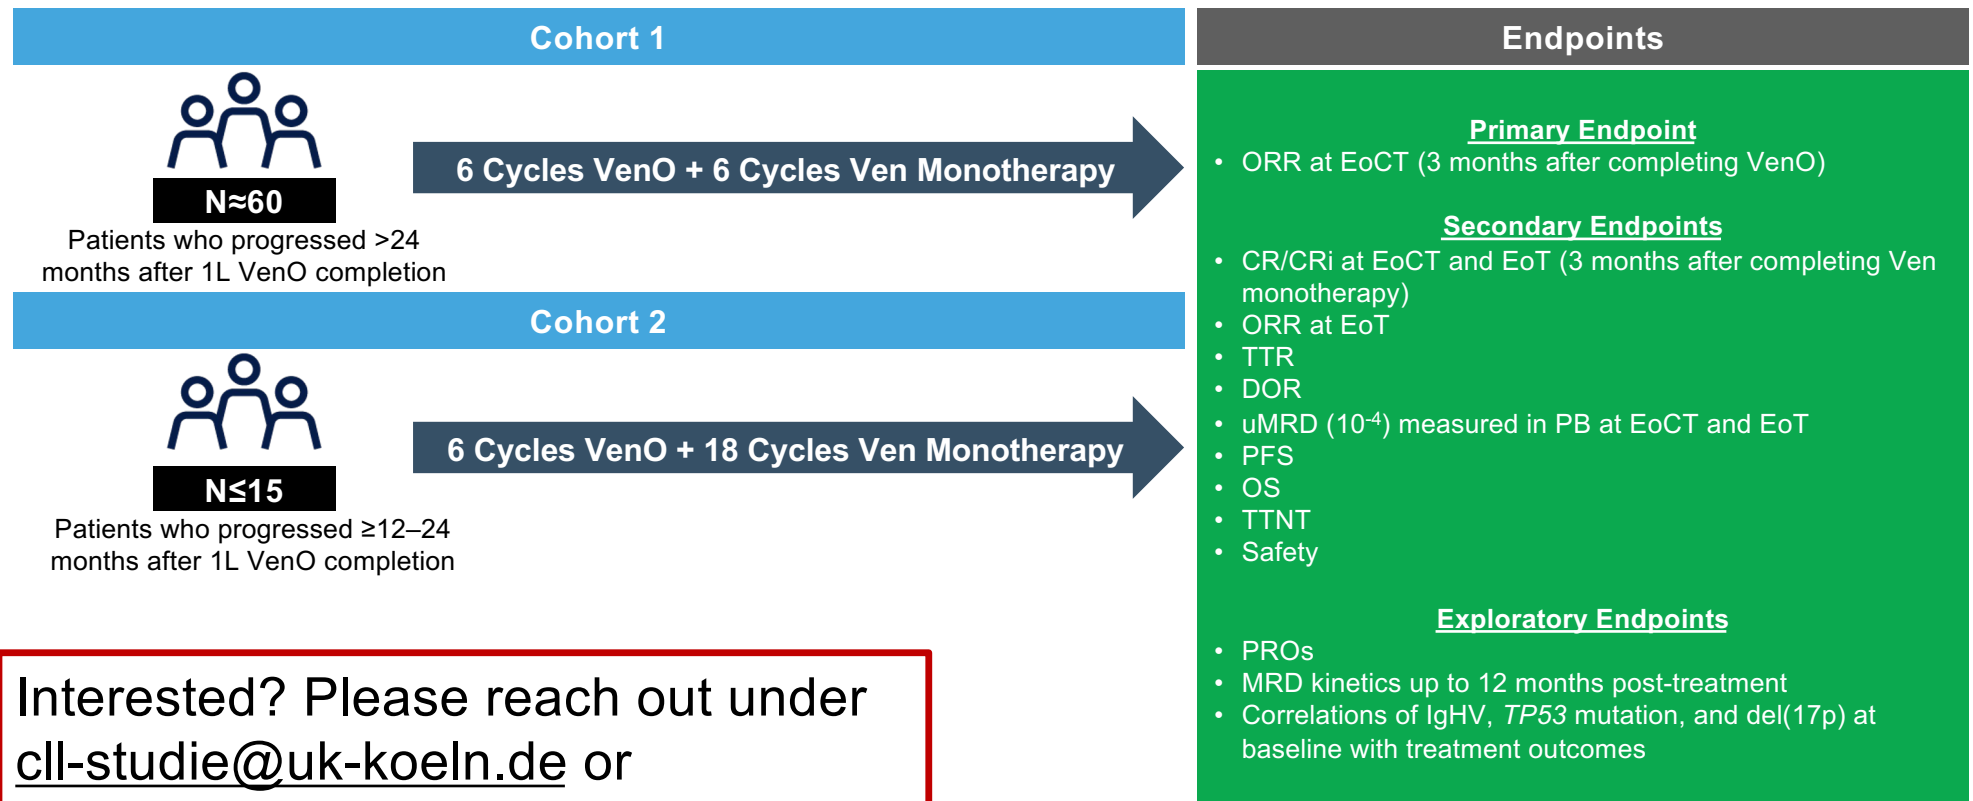 Cohort 1
N≈60
Patients who progressed >24
months after 1L VenO completion
6 Cycles VenO + 6 Cycles Ven Monotherapy
Cohort 2
N≤15
Patients who progressed ≥12–24
months after 1L VenO completion
6 Cycles VenO + 18 Cycles Ven Monotherapy
Interested? Please reach out under
cll-studie@uk-koeln.de or
Endpoints
Primary Endpoint
• ORR at EoCT (3 months after completing VenO)
Secondary Endpoints
• CR/CRi at EoCT and EoT (3 months after completing Ven
monotherapy)
• ORR at EoT
• TTR
• DOR
• uMRD (10⁻⁴) measured in PB at EoCT and EoT
• PFS
• OS
• TTNT
• Safety
Exploratory Endpoints
• PROs
• MRD kinetics up to 12 months post-treatment
• Correlations of IgHV, TP53 mutation, and del(17p) at
baseline with treatment outcomes